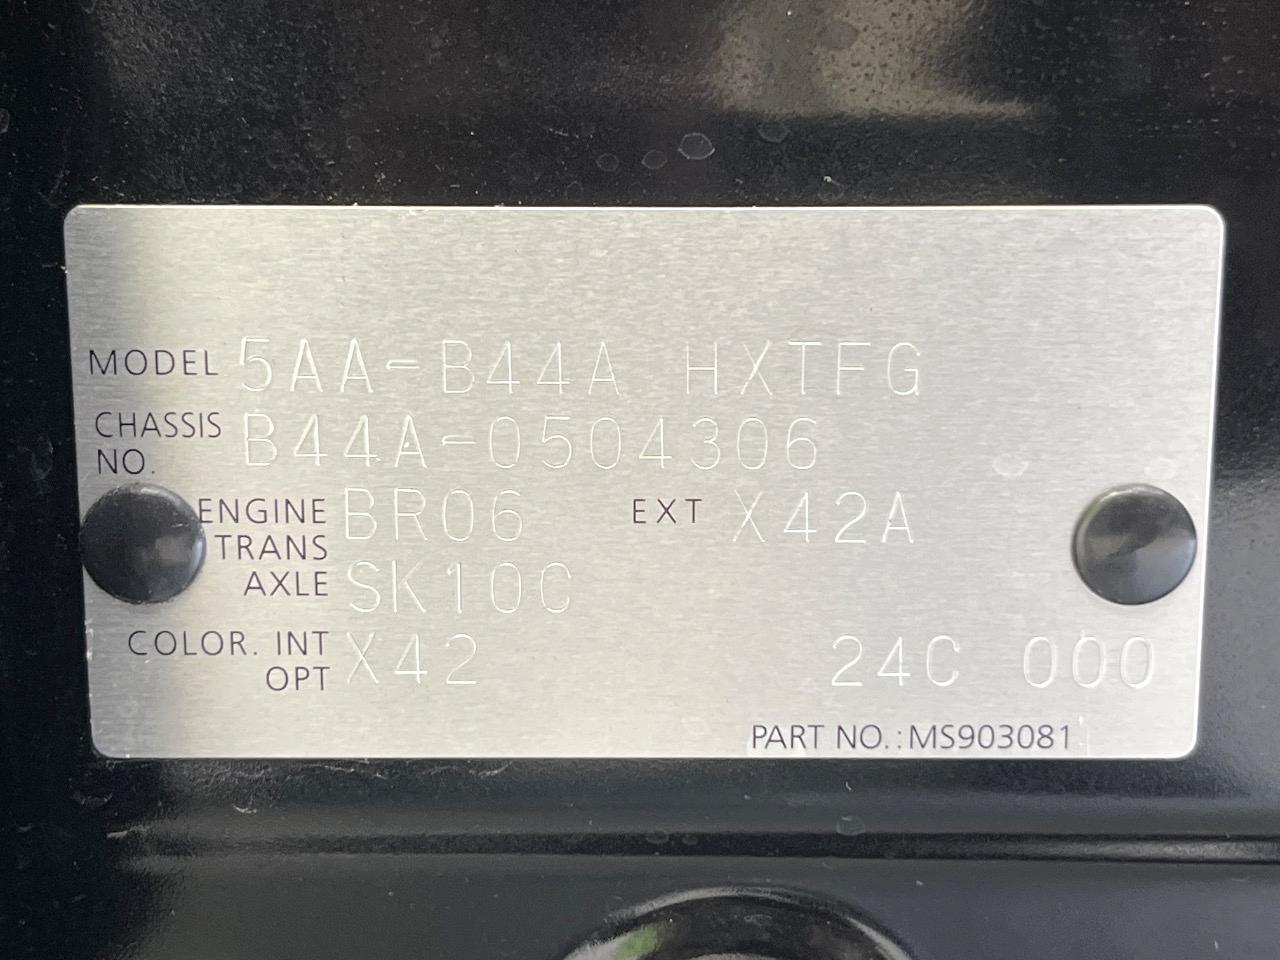 MODEL 5AA-B44A HXTFG
CHASSIS NO. B44A-0504306
ENGINE BR06 EXT X42A
TRANS AXLE SK10C
COLOR. INT OPT X42 24C 000
PART NO.:MS903081